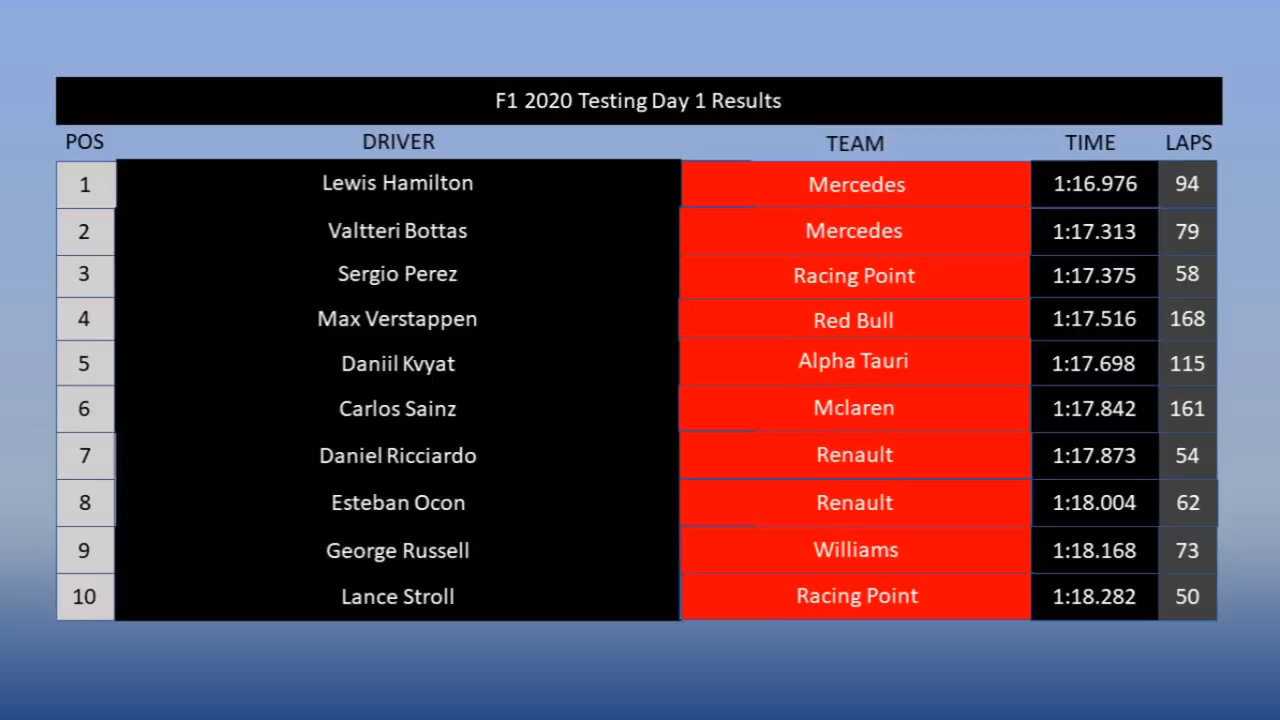 F1 2020 Testing Day 1 Results
POS DRIVER TEAM TIME LAPS
1 Lewis Hamilton Mercedes 1:16.976 94
2 Valtteri Bottas Mercedes 1:17.313 79
3 Sergio Perez Racing Point 1:17.375 58
4 Max Verstappen Red Bull 1:17.516 168
5 Daniil Kvyat Alpha Tauri 1:17.698 115
6 Carlos Sainz Mclaren 1:17.842 161
7 Daniel Ricciardo Renault 1:17.873 54
8 Esteban Ocon Renault 1:18.004 62
9 George Russell Williams 1:18.168 73
10 Lance Stroll Racing Point 1:18.282 50